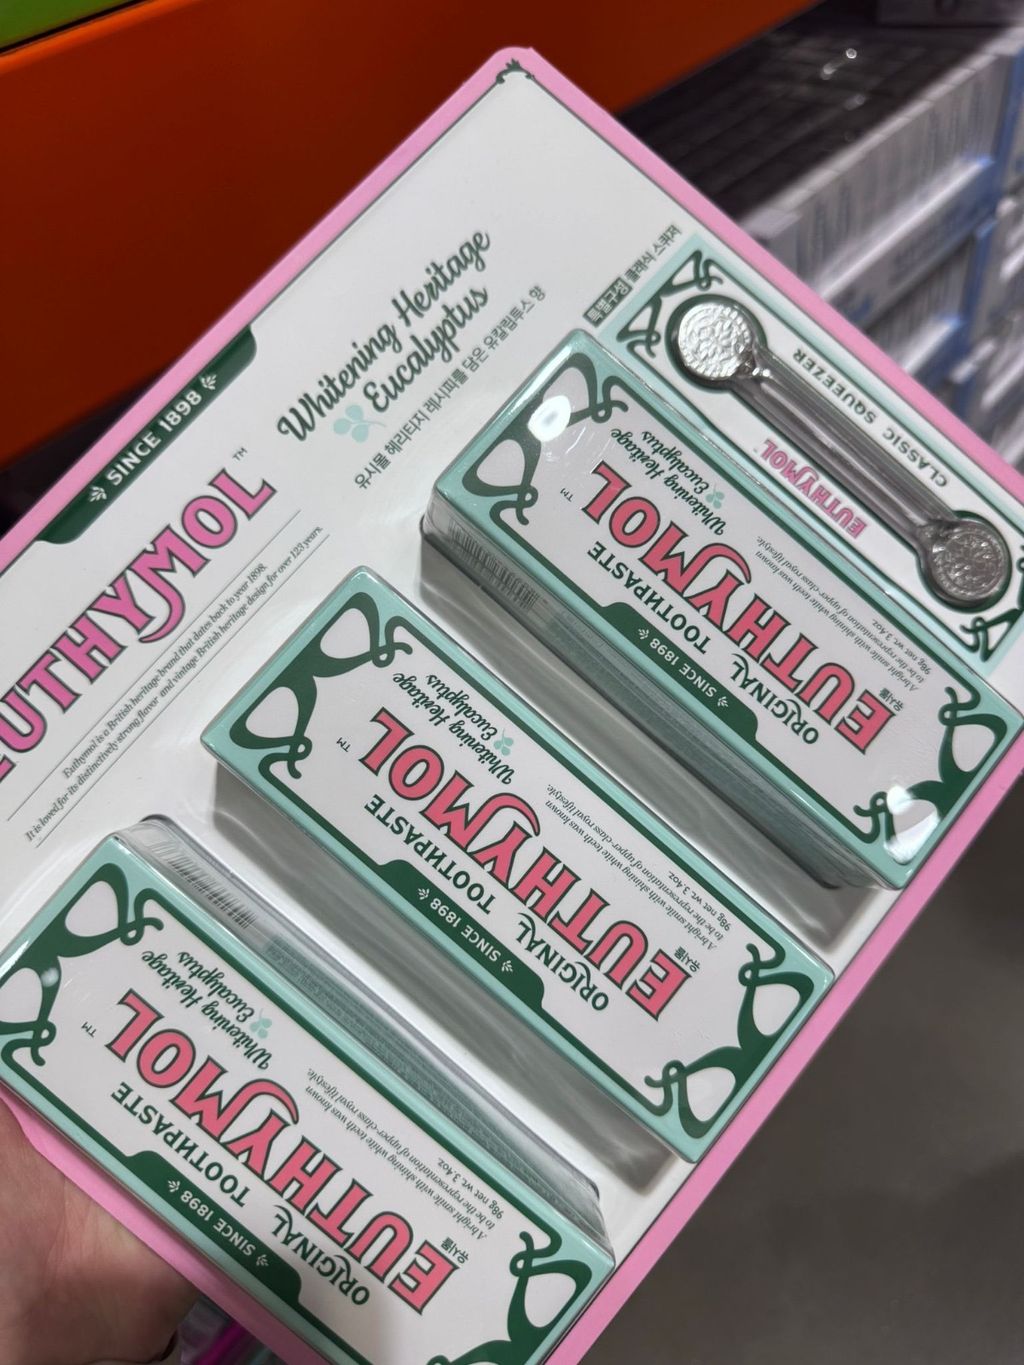 SINCE 1898
EUTHYMOL™
Euthymol is a British heritage brand that dates back to year 1898.
It is loved for its distinctively strong flavor and vintage British heritage design for over 123 years.
Whitening Heritage
Eucalyptus
유시몰 헤리티지 레시피를 담은 유칼립투스 향
특별구성 클래식 스퀴저
CLASSIC SQUEEZER
EUTHYMOL
SINCE 1898
ORIGINAL TOOTHPASTE
EUTHYMOL™
유시몰
Whitening Heritage
Eucalyptus
A bright smile with shining white teeth was known
to be the representation of upper-class royal lifestyle.
98g net wt. 3.4oz.
SINCE 1898
ORIGINAL TOOTHPASTE
EUTHYMOL™
유시몰
Whitening Heritage
Eucalyptus
A bright smile with shining white teeth was known
to be the representation of upper-class royal lifestyle.
98g net wt. 3.4oz.
SINCE 1898
ORIGINAL TOOTHPASTE
EUTHYMOL™
유시몰
Whitening Heritage
Eucalyptus
A bright smile with shining white teeth was known
to be the representation of upper-class royal lifestyle.
98g net wt. 3.4oz.